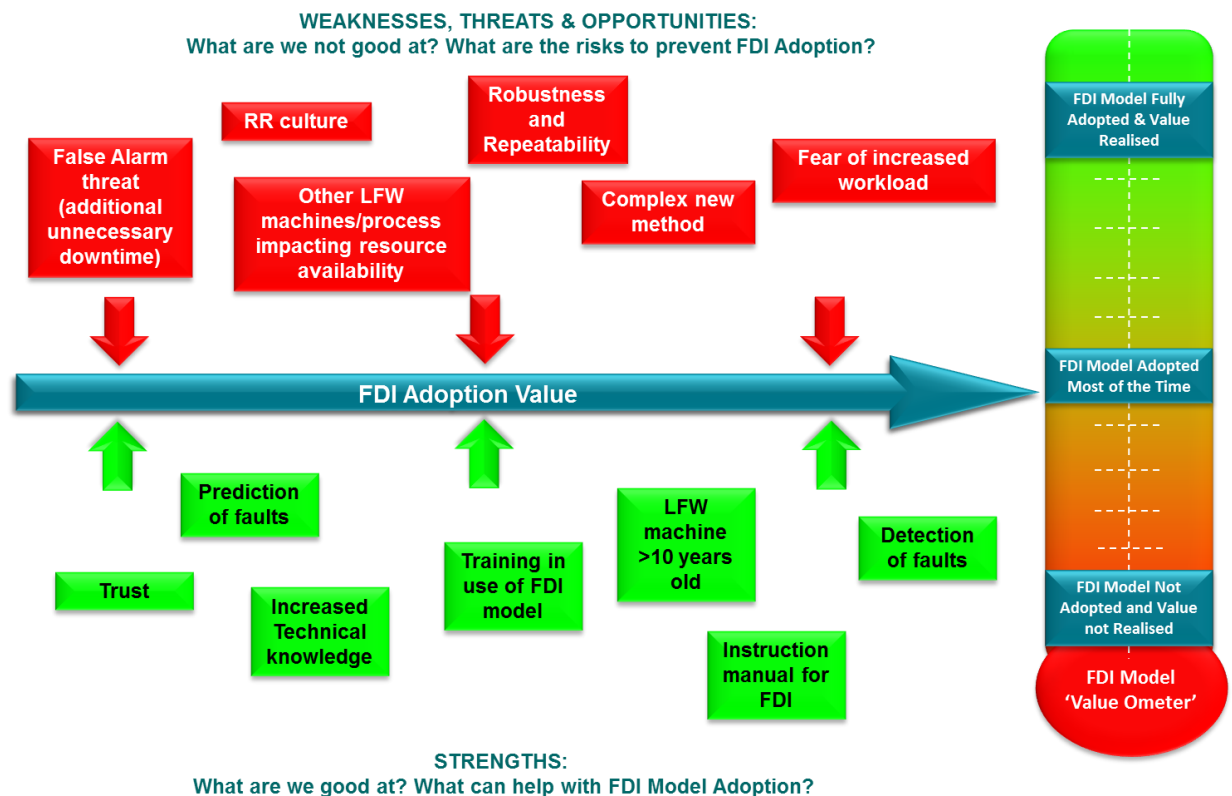 WEAKNESSES, THREATS & OPPORTUNITIES:
What are we not good at? What are the risks to prevent FDI Adoption?
False Alarm
threat
(additional
unnecessary
downtime)
RR culture
Other LFW
machines/process
impacting resource
availability
Robustness
and
Repeatability
Complex new
method
Fear of increased
workload
FDI Adoption Value
Trust
Prediction
of faults
Increased
Technical
knowledge
Training in
use of FDI
model
LFW
machine
>10 years
old
Instruction
manual for
FDI
Detection
of faults
STRENGTHS:
What are we good at? What can help with FDI Model Adoption?
FDI Model Fully
Adopted & Value
Realised
FDI Model Adopted
Most of the Time
FDI Model Not
Adopted and Value
not Realised
FDI Model
‘Value Ometer’